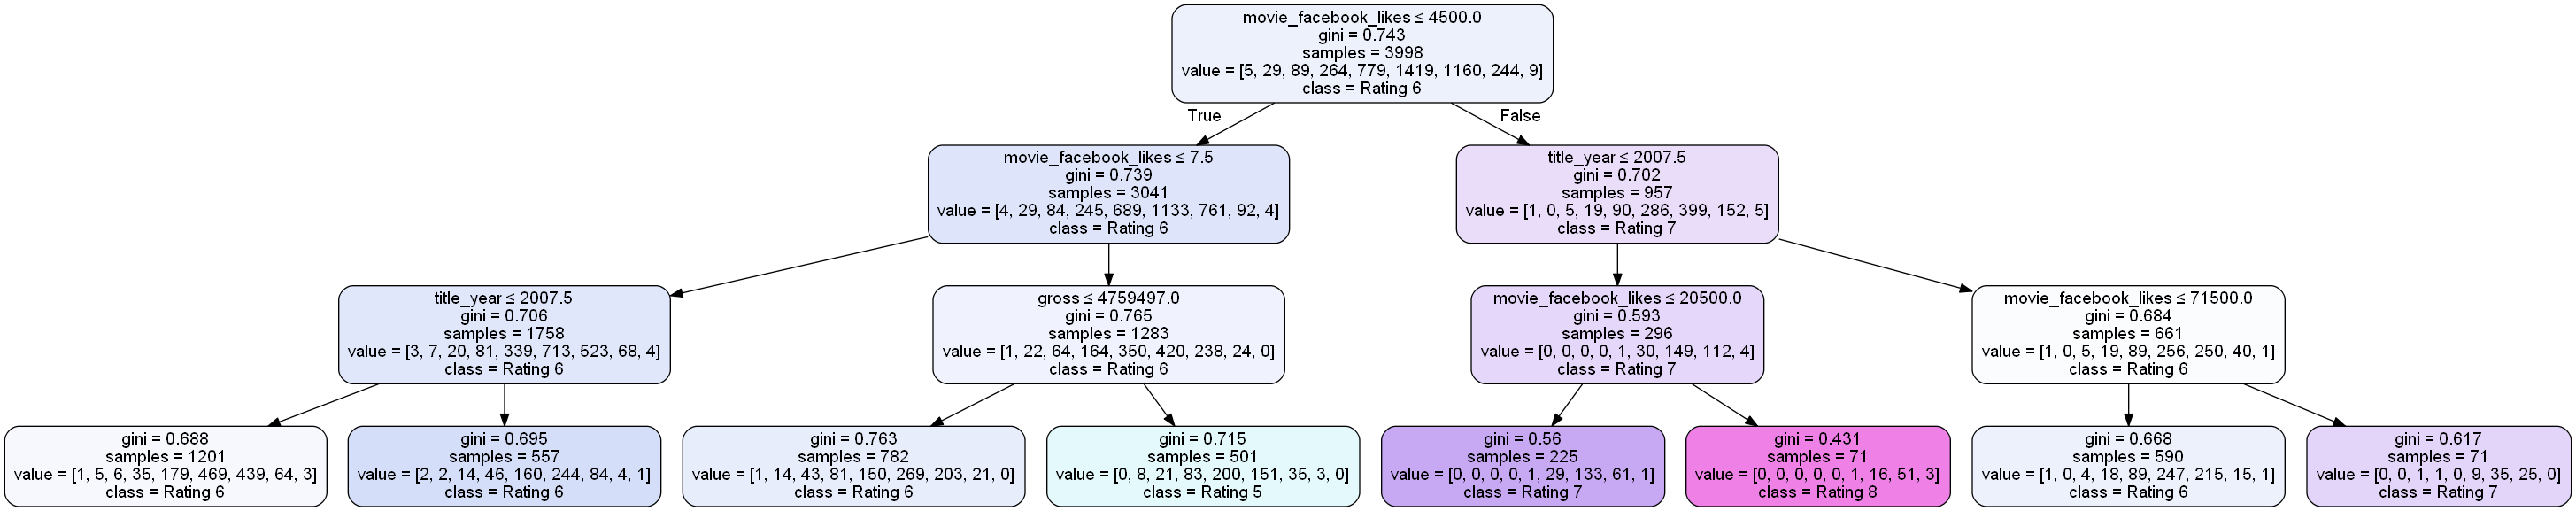 movie_facebook_likes ≤ 4500.0
gini = 0.743
samples = 3998
value = [5, 29, 89, 264, 779, 1419, 1160, 244, 9]
class = Rating 6
True
False
movie_facebook_likes ≤ 7.5
gini = 0.739
samples = 3041
value = [4, 29, 84, 245, 689, 1133, 761, 92, 4]
class = Rating 6
title_year ≤ 2007.5
gini = 0.702
samples = 957
value = [1, 0, 5, 19, 90, 286, 399, 152, 5]
class = Rating 7
title_year ≤ 2007.5
gini = 0.706
samples = 1758
value = [3, 7, 20, 81, 339, 713, 523, 68, 4]
class = Rating 6
gross ≤ 4759497.0
gini = 0.765
samples = 1283
value = [1, 22, 64, 164, 350, 420, 238, 24, 0]
class = Rating 6
movie_facebook_likes ≤ 20500.0
gini = 0.593
samples = 296
value = [0, 0, 0, 0, 1, 30, 149, 112, 4]
class = Rating 7
movie_facebook_likes ≤ 71500.0
gini = 0.684
samples = 661
value = [1, 0, 5, 19, 89, 256, 250, 40, 1]
class = Rating 6
gini = 0.688
samples = 1201
value = [1, 5, 6, 35, 179, 469, 439, 64, 3]
class = Rating 6
gini = 0.695
samples = 557
value = [2, 2, 14, 46, 160, 244, 84, 4, 1]
class = Rating 6
gini = 0.763
samples = 782
value = [1, 14, 43, 81, 150, 269, 203, 21, 0]
class = Rating 6
gini = 0.715
samples = 501
value = [0, 8, 21, 83, 200, 151, 35, 3, 0]
class = Rating 5
gini = 0.56
samples = 225
value = [0, 0, 0, 0, 1, 29, 133, 61, 1]
class = Rating 7
gini = 0.431
samples = 71
value = [0, 0, 0, 0, 0, 1, 16, 51, 3]
class = Rating 8
gini = 0.668
samples = 590
value = [1, 0, 4, 18, 89, 247, 215, 15, 1]
class = Rating 6
gini = 0.617
samples = 71
value = [0, 0, 1, 1, 0, 9, 35, 25, 0]
class = Rating 7